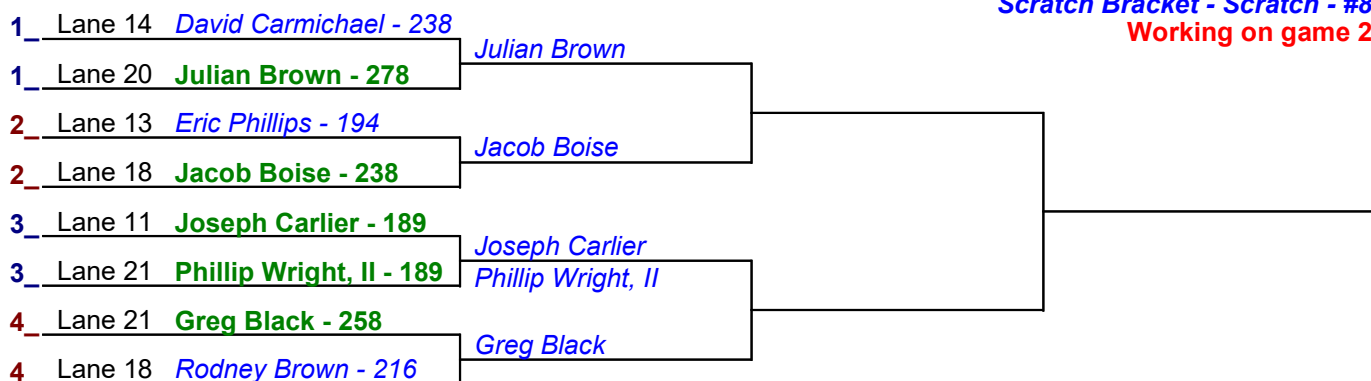 Scratch Bracket - Scratch - #8
Working on game 2
1_ Lane 14 David Carmichael - 238
Julian Brown
1_ Lane 20 Julian Brown - 278
2_ Lane 13 Eric Phillips - 194
Jacob Boise
2_ Lane 18 Jacob Boise - 238
3_ Lane 11 Joseph Carlier - 189
Joseph Carlier
3_ Lane 21 Phillip Wright, II - 189
Phillip Wright, II
4_ Lane 21 Greg Black - 258
Greg Black
4 Lane 18 Rodney Brown - 216